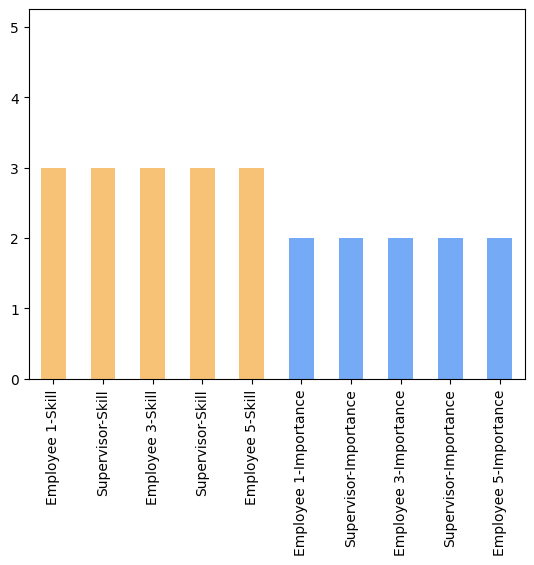 5
4
3
2
1
0
Employee 1-Skill
Supervisor-Skill
Employee 3-Skill
Supervisor-Skill
Employee 5-Skill
Employee 1-Importance
Supervisor-Importance
Employee 3-Importance
Supervisor-Importance
Employee 5-Importance